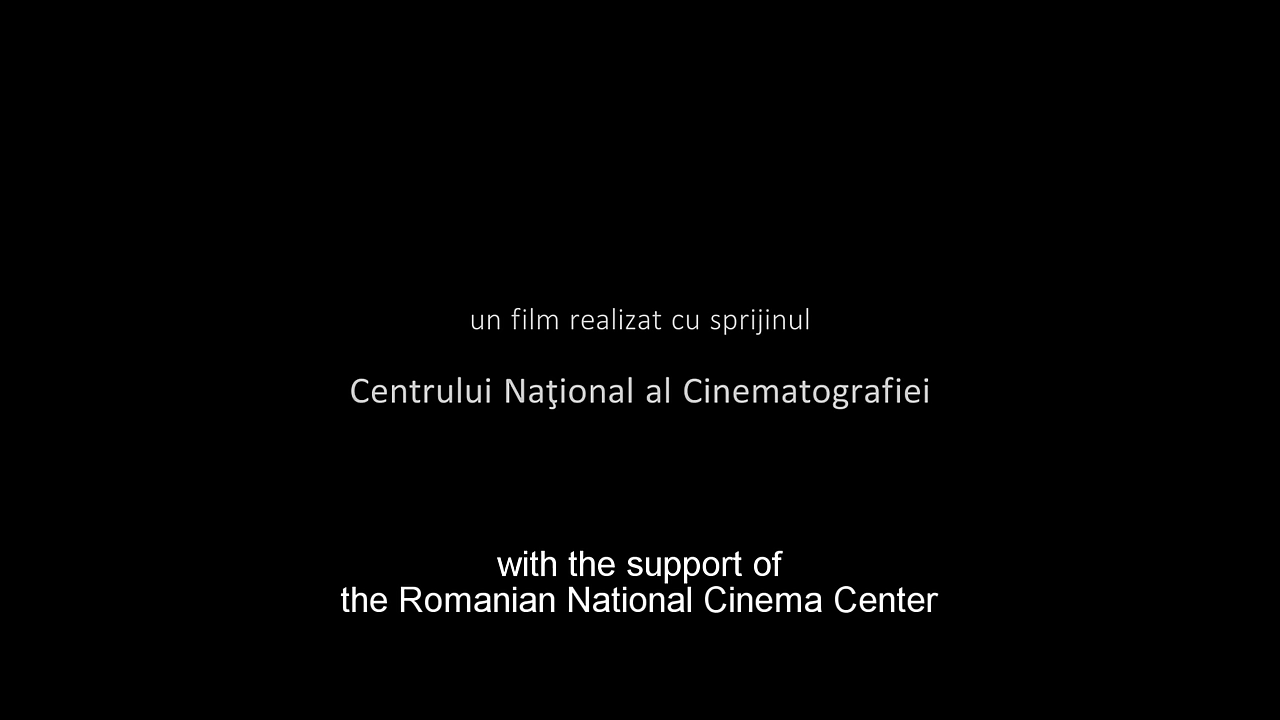 un film realizat cu sprijinul
Centrului Naţional al Cinematografiei
with the support of
the Romanian National Cinema Center